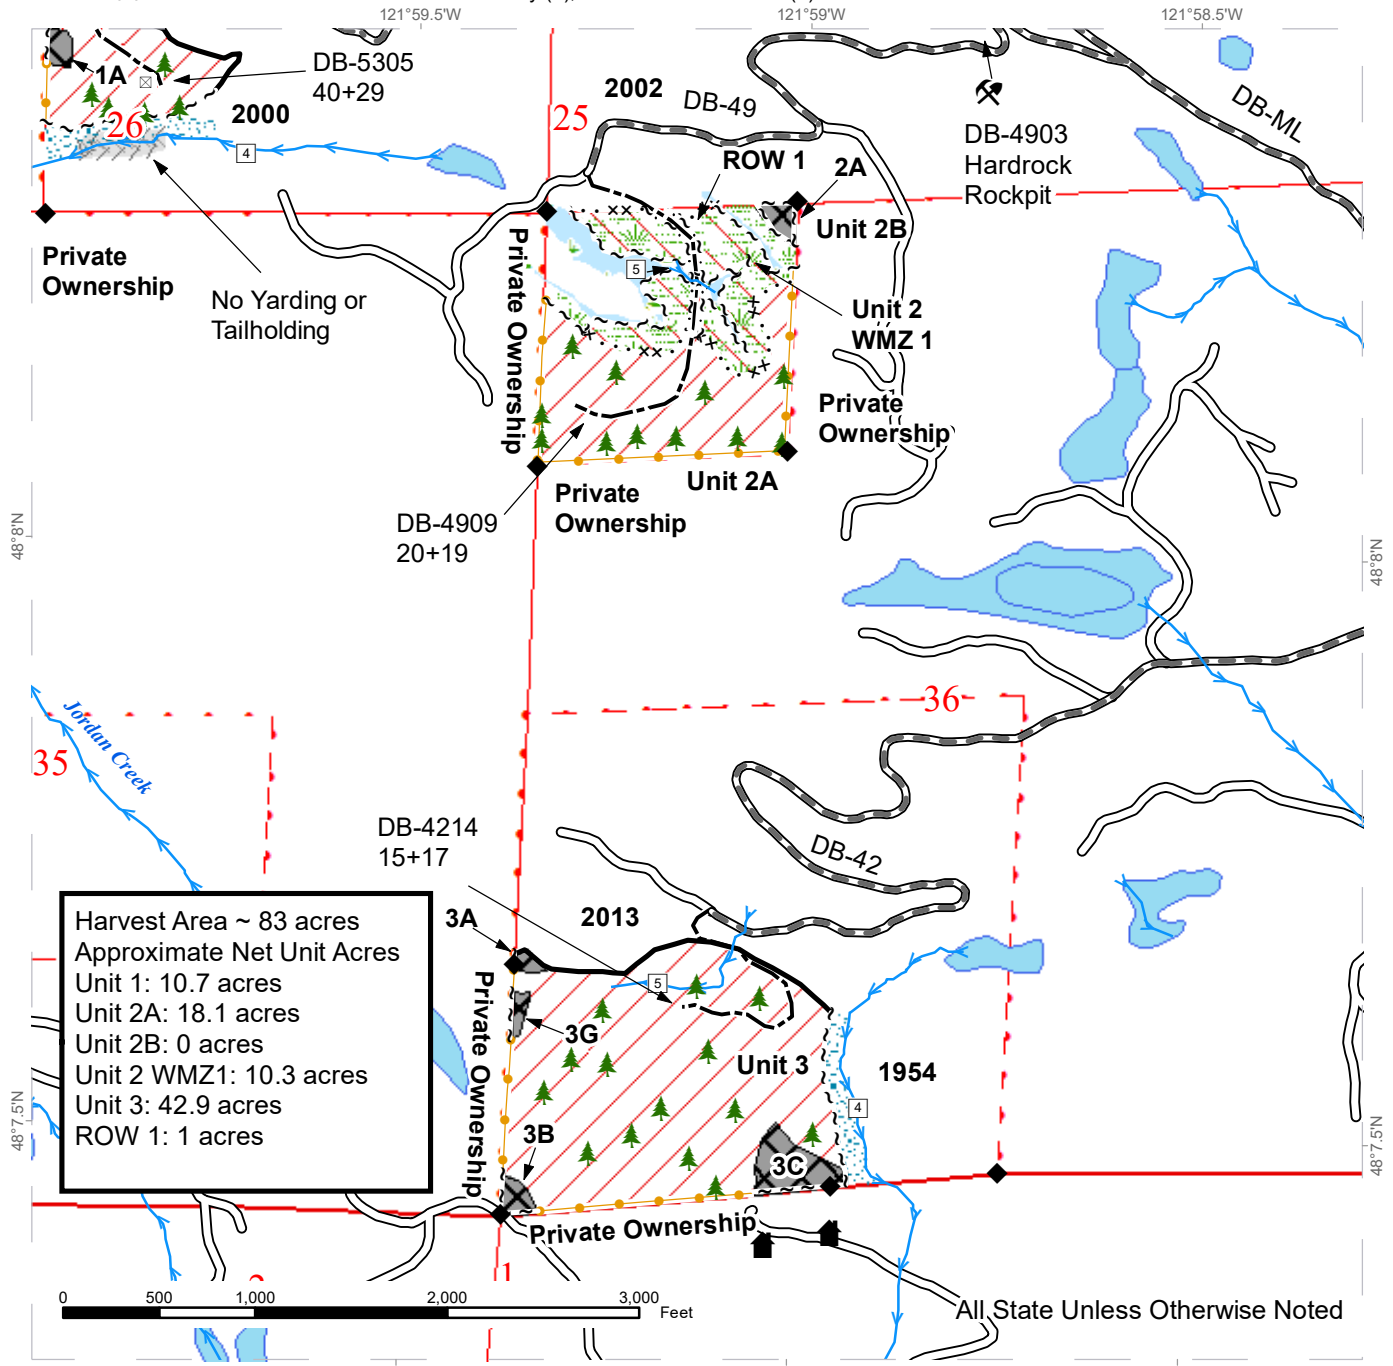 121°59.5'W
121°59'W
121°58.5'W
1A
DB-5305
40+29
2000
26
4
25
2002
DB-49
ROW 1
2A
DB-4903
Hardrock
Rockpit
DB-ML
Unit 2B
Private
Ownership
No Yarding or
Tailholding
Private Ownership
5
Unit 2
WMZ 1
Private
Ownership
Unit 2A
Private
Ownership
DB-4909
20+19
48°8'N
48°8'N
36
35
Jordan Creek
DB-4214
15+17
DB-42
3A
2013
5
Private Ownership
3G
Unit 3
1954
4
3B
3C
Private Ownership
Harvest Area ~ 83 acres
Approximate Net Unit Acres
Unit 1: 10.7 acres
Unit 2A: 18.1 acres
Unit 2B: 0 acres
Unit 2 WMZ1: 10.3 acres
Unit 3: 42.9 acres
ROW 1: 1 acres
48°7.5'N
48°7.5'N
2
1
0 500 1,000 2,000 3,000
Feet
All State Unless Otherwise Noted